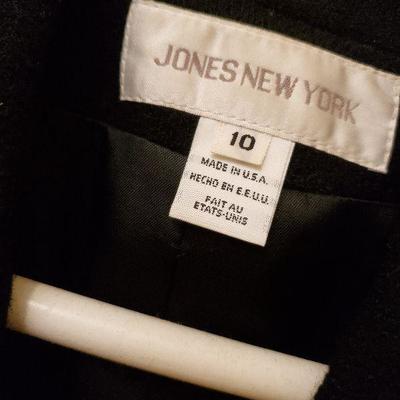 JONES NEW YORK
10
MADE IN U.S.A.
HECHO EN E.E.U.U.
FAIT AU
ETATS-UNIS